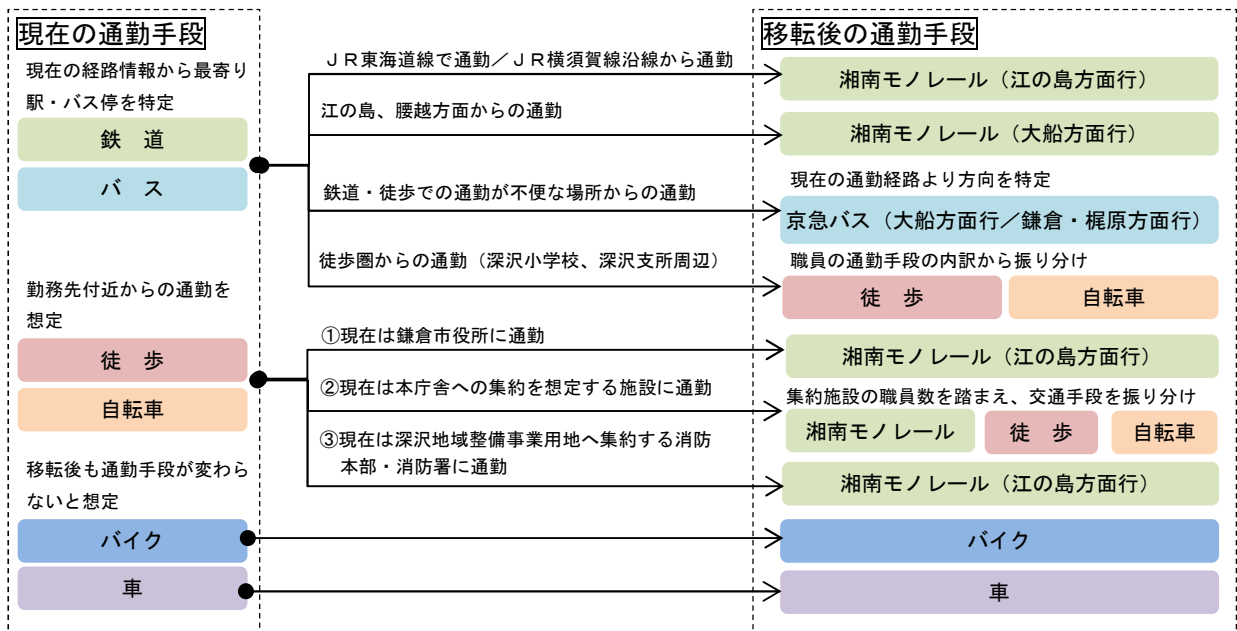 現在の通勤手段
現在の経路情報から最寄り
駅・バス停を特定
鉄 道
バ ス
勤務先付近からの通勤を
想定
徒 歩
自転車
移転後も通勤手段が変わら
ないと想定
バイク
車
ＪＲ東海道線で通勤／ＪＲ横須賀線沿線から通勤
江の島、腰越方面からの通勤
鉄道・徒歩での通勤が不便な場所からの通勤
徒歩圏からの通勤（深沢小学校、深沢支所周辺）
①現在は鎌倉市役所に通勤
②現在は本庁舎への集約を想定する施設に通勤
③現在は深沢地域整備事業用地へ集約する消防
本部・消防署に通勤
移転後の通勤手段
湘南モノレール（江の島方面行）
湘南モノレール（大船方面行）
現在の通勤経路より方向を特定
京急バス（大船方面行／鎌倉・梶原方面行）
職員の通勤手段の内訳から振り分け
徒 歩 自転車
湘南モノレール（江の島方面行）
集約施設の職員数を踏まえ、交通手段を振り分け
湘南モノレール 徒 歩 自転車
湘南モノレール（江の島方面行）
バイク
車